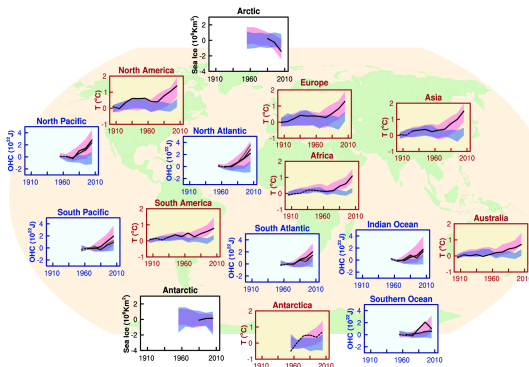 Arctic
Sea Ice (10⁶Km²)
2
0
-2
-4
1910 1960 2010
North America
T (°C)
2
1
0
-1
1910 1960 2010
Europe
T (°C)
2
1
0
-1
1910 1960 2010
Asia
T (°C)
2
1
0
-1
1910 1960 2010
North Pacific
OHC (10²²J)
4
2
0
-2
1910 1960 2010
North Atlantic
OHC (10²²J)
4
2
0
-2
1910 1960 2010
Africa
T (°C)
2
1
0
-1
1910 1960 2010
South Pacific
OHC (10²²J)
4
2
0
-2
1910 1960 2010
South America
T (°C)
2
1
0
-1
1910 1960 2010
South Atlantic
OHC (10²²J)
4
2
0
-2
1910 1960 2010
Indian Ocean
OHC (10²²J)
4
2
0
-2
1910 1960 2010
Australia
T (°C)
2
1
0
-1
1910 1960 2010
Antarctic
Sea Ice (10⁶Km²)
2
0
-2
-4
1910 1960 2010
Antarctica
T (°C)
2
1
0
-1
1910 1960 2010
Southern Ocean
OHC (10²²J)
4
2
0
-2
1910 1960 2010